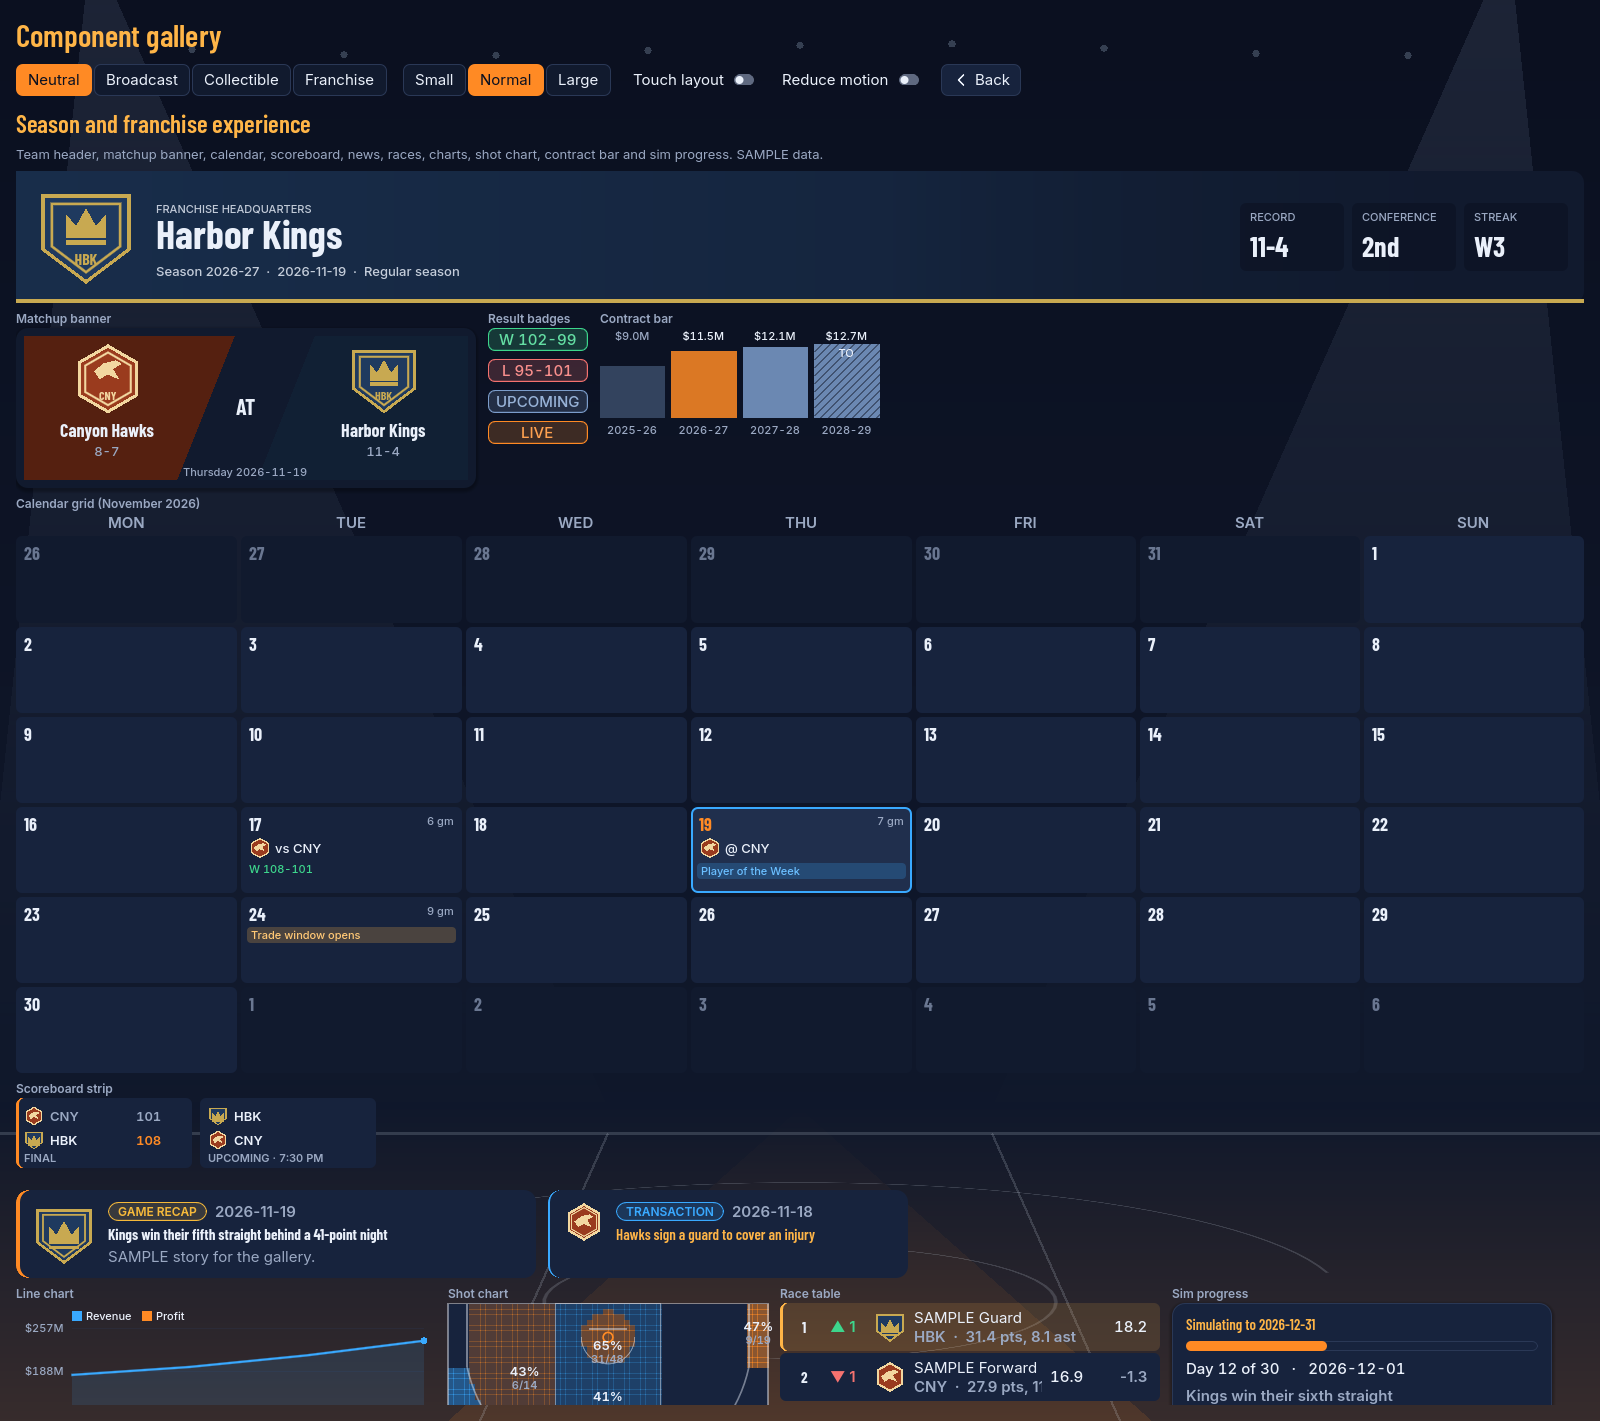 Component gallery
Neutral Broadcast Collectible Franchise Small Normal Large Touch layout Reduce motion Back
Season and franchise experience
Team header, matchup banner, calendar, scoreboard, news, races, charts, shot chart, contract bar and sim progress. SAMPLE data.
HBK
FRANCHISE HEADQUARTERS
Harbor Kings
Season 2026-27 · 2026-11-19 · Regular season
RECORD
11-4
CONFERENCE
2nd
STREAK
W3
Matchup banner
CNY
Canyon Hawks
8-7
AT
HBK
Harbor Kings
11-4
Thursday 2026-11-19
Result badges
W 102-99
L 95-101
UPCOMING
LIVE
Contract bar
$9.0M $11.5M $12.1M $12.7M
TO
2025-26 2026-27 2027-28 2028-29
Calendar grid (November 2026)
MON TUE WED THU FRI SAT SUN
26 27 28 29 30 31 1
2 3 4 5 6 7 8
9 10 11 12 13 14 15
16 17 6 gm 18 19 7 gm 20 21 22
vs CNY @ CNY
W 108-101 Player of the Week
23 24 9 gm 25 26 27 28 29
Trade window opens
30 1 2 3 4 5 6
Scoreboard strip
CNY 101
HBK 108
FINAL
HBK
CNY
UPCOMING · 7:30 PM
GAME RECAP 2026-11-19
Kings win their fifth straight behind a 41-point night
SAMPLE story for the gallery.
TRANSACTION 2026-11-18
Hawks sign a guard to cover an injury
Line chart
Revenue Profit
$257M
$188M
Shot chart
47%
9/19
65%
31/48
43%
6/14
41%
Race table
1 ▲ 1 SAMPLE Guard 18.2
HBK · 31.4 pts, 8.1 ast
2 ▼ 1 SAMPLE Forward 16.9 -1.3
CNY · 27.9 pts, 11
Sim progress
Simulating to 2026-12-31
Day 12 of 30 · 2026-12-01
Kings win their sixth straight